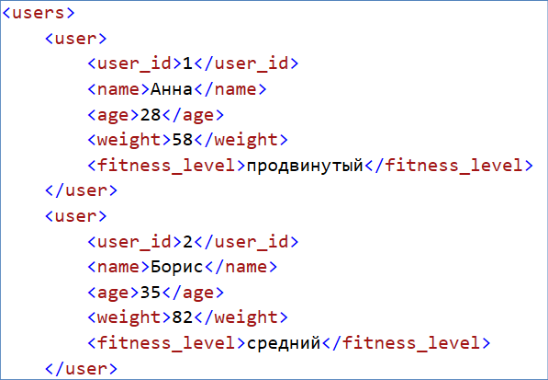 <users>
<user>
<user_id>1</user_id>
<name>Анна</name>
<age>28</age>
<weight>58</weight>
<fitness_level>продвинутый</fitness_level>
</user>
<user>
<user_id>2</user_id>
<name>Борис</name>
<age>35</age>
<weight>82</weight>
<fitness_level>средний</fitness_level>
</user>